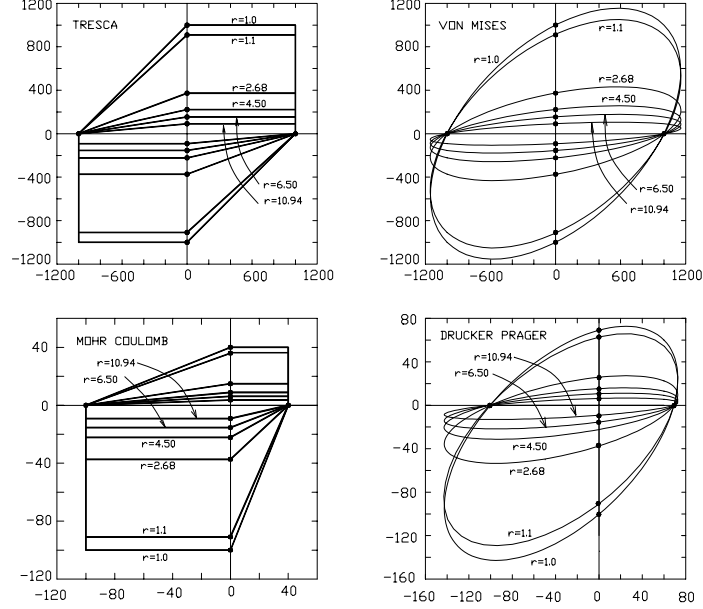 TRESCA
1200
800
400
0
-400
-800
-1200
r=1.0
r=1.1
r=2.68
r=4.50
r=6.50
r=10.94
-1200 -600 0 600 1200
VON MISES
1200
800
400
0
-400
-800
-1200
r=1.0
r=1.1
r=2.68
r=4.50
r=6.50
r=10.94
-1200 -600 0 600 1200
MOHR COULOMB
40
0
-40
-80
-120
r=10.94
r=6.50
r=4.50
r=2.68
r=1.1
r=1.0
-120 -80 -40 0 40
DRUCKER PRAGER
80
40
0
-40
-80
-120
-160
r=10.94
r=6.50
r=4.50
r=2.68
r=1.1
r=1.0
-160 -120 -80 -40 0 40 80